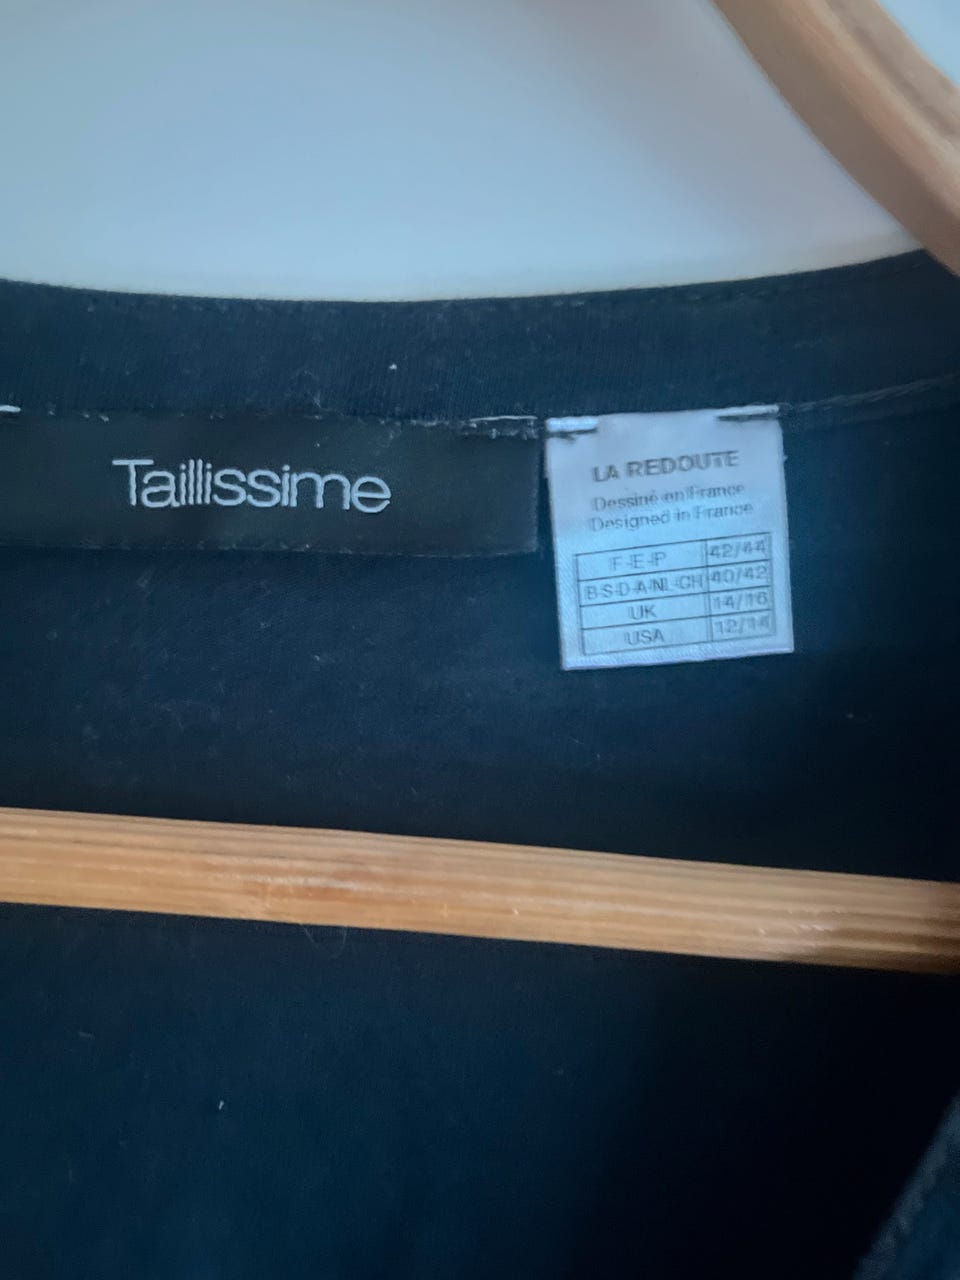 Taillissime
LA REDOUTE
Dessiné en France
Designed in France
F-E-P 42/44
B-S-D-A-NL-CH 40/42
UK 14/16
USA 12/14